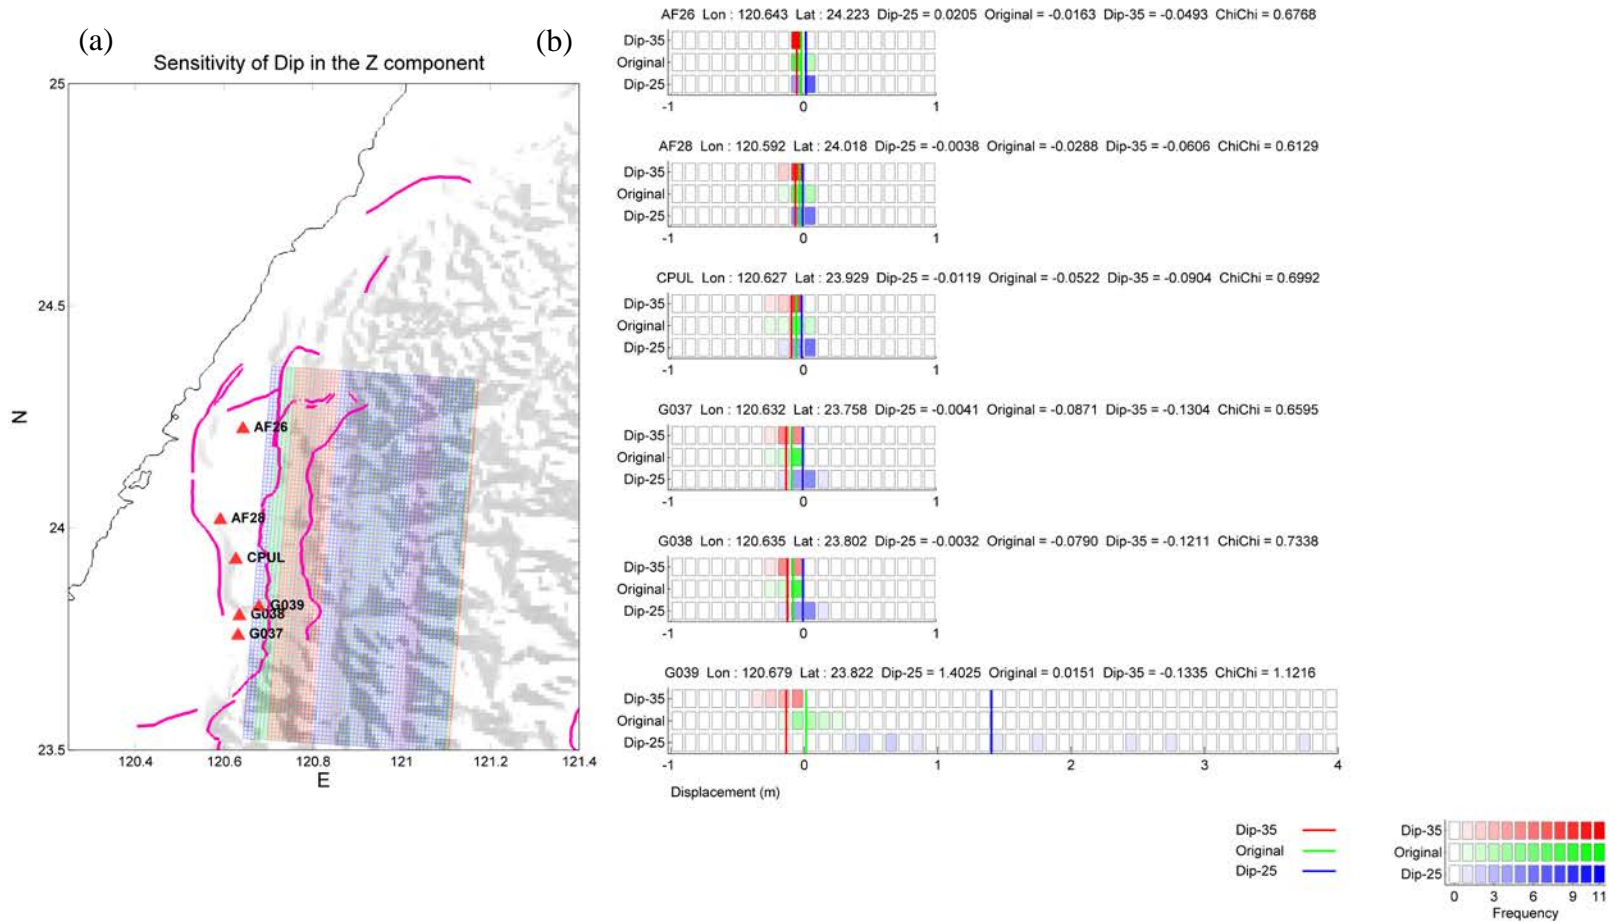 (a)
Sensitivity of Dip in the Z component
25
24.5
24
23.5
N
120.4 120.6 120.8 121 121.2 121.4
E
AF26
AF28
CPUL
G039
G038
G037
(b)
AF26 Lon : 120.643 Lat : 24.223 Dip-25 = 0.0205 Original = -0.0163 Dip-35 = -0.0493 ChiChi = 0.6768
Dip-35
Original
Dip-25
-1 0 1
AF28 Lon : 120.592 Lat : 24.018 Dip-25 = -0.0038 Original = -0.0288 Dip-35 = -0.0606 ChiChi = 0.6129
Dip-35
Original
Dip-25
-1 0 1
CPUL Lon : 120.627 Lat : 23.929 Dip-25 = -0.0119 Original = -0.0522 Dip-35 = -0.0904 ChiChi = 0.6992
Dip-35
Original
Dip-25
-1 0 1
G037 Lon : 120.632 Lat : 23.758 Dip-25 = -0.0041 Original = -0.0871 Dip-35 = -0.1304 ChiChi = 0.6595
Dip-35
Original
Dip-25
-1 0 1
G038 Lon : 120.635 Lat : 23.802 Dip-25 = -0.0032 Original = -0.0790 Dip-35 = -0.1211 ChiChi = 0.7338
Dip-35
Original
Dip-25
-1 0 1
G039 Lon : 120.679 Lat : 23.822 Dip-25 = 1.4025 Original = 0.0151 Dip-35 = -0.1335 ChiChi = 1.1216
Dip-35
Original
Dip-25
-1 0 1 2 3 4
Displacement (m)
Dip-35
Original
Dip-25
Dip-35
Original
Dip-25
0 3 6 9 11
Frequency